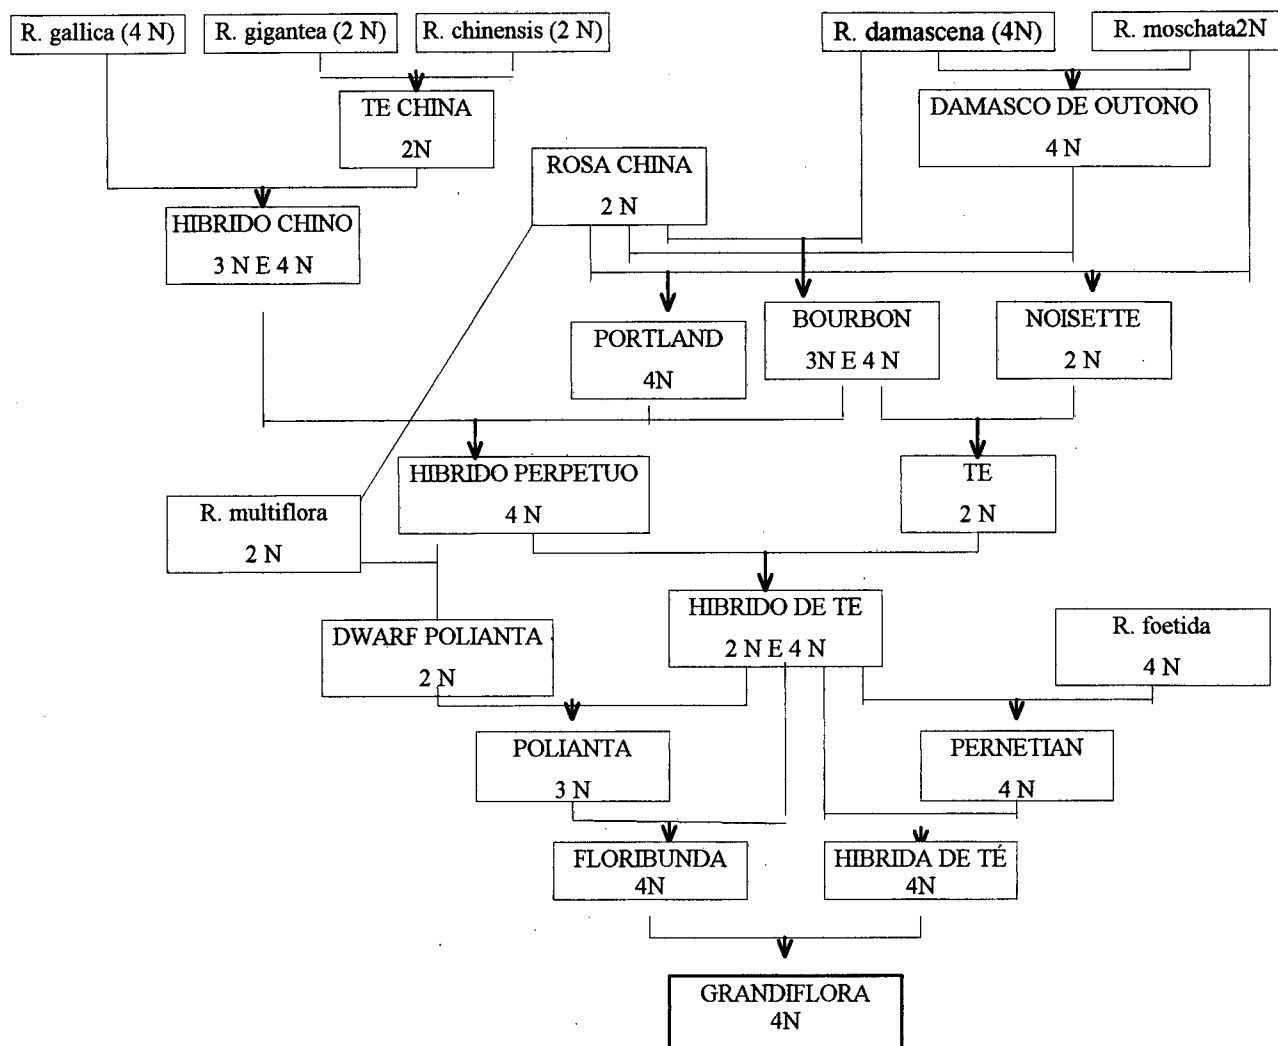 R. gallica (4 N)
R. gigantea (2 N)
R. chinensis (2 N)
R. damascena (4N)
R. moschata2N
TE CHINA
2N
DAMASCO DE OUTONO
4 N
ROSA CHINA
2 N
HIBRIDO CHINO
3 N E 4 N
PORTLAND
4N
BOURBON
3N E 4 N
NOISETTE
2 N
HIBRIDO PERPETUO
4 N
TE
2 N
R. multiflora
2 N
HIBRIDO DE TE
2 N E 4 N
R. foetida
4 N
DWARF POLIANTA
2 N
POLIANTA
3 N
PERNETIAN
4 N
FLORIBUNDA
4N
HIBRIDA DE TÉ
4N
GRANDIFLORA
4N